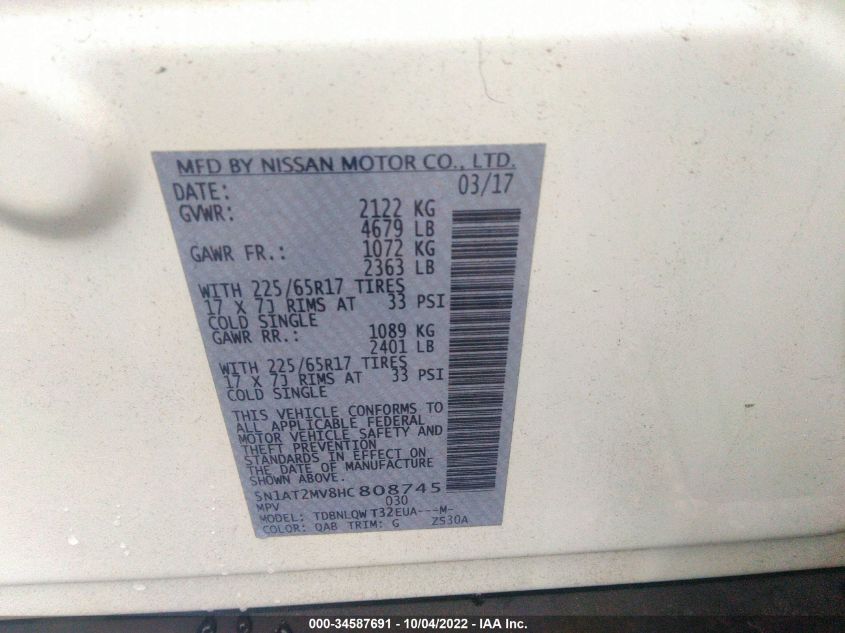 MFD BY NISSAN MOTOR CO., LTD.
DATE: 03/17
GVWR: 2122 KG
4679 LB
GAWR FR.: 1072 KG
2363 LB
WITH 225/65R17 TIRES
17 X 7J RIMS AT 33 PSI
COLD SINGLE
GAWR RR.: 1089 KG
2401 LB
WITH 225/65R17 TIRES
17 X 7J RIMS AT 33 PSI
COLD SINGLE
THIS VEHICLE CONFORMS TO
ALL APPLICABLE FEDERAL
MOTOR VEHICLE SAFETY AND
THEFT PREVENTION
STANDARDS IN EFFECT ON
THE DATE OF MANUFACTURE
SHOWN ABOVE.
5N1AT2MV8HC808745
MPV 030
MODEL: TDBNLQWT32EUA---M-
COLOR: QAB TRIM: G Z530A
000-34587691 - 10/04/2022 - IAA Inc.